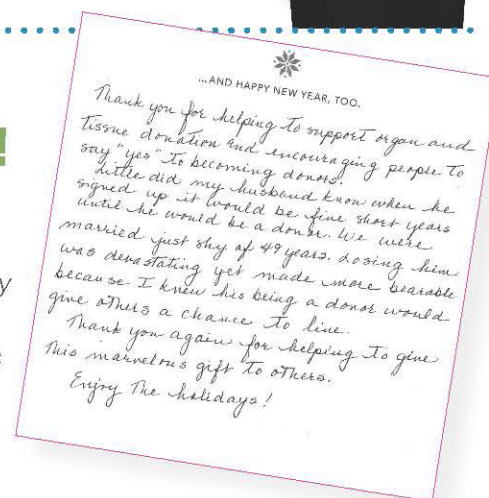 ...AND HAPPY NEW YEAR, TOO.
Thank you for helping to support organ and
tissue donation and encouraging people to
say "yes" to becoming donors.
Little did my husband know when he
signed up it would be five short years
until he would be a donor. We were
married just shy of 49 years. Losing him
was devastating yet made more bearable
because I knew his being a donor would
give others a chance to live.
Thank you again for helping to give
this marvelous gift to others.
Enjoy the holidays!
!
y